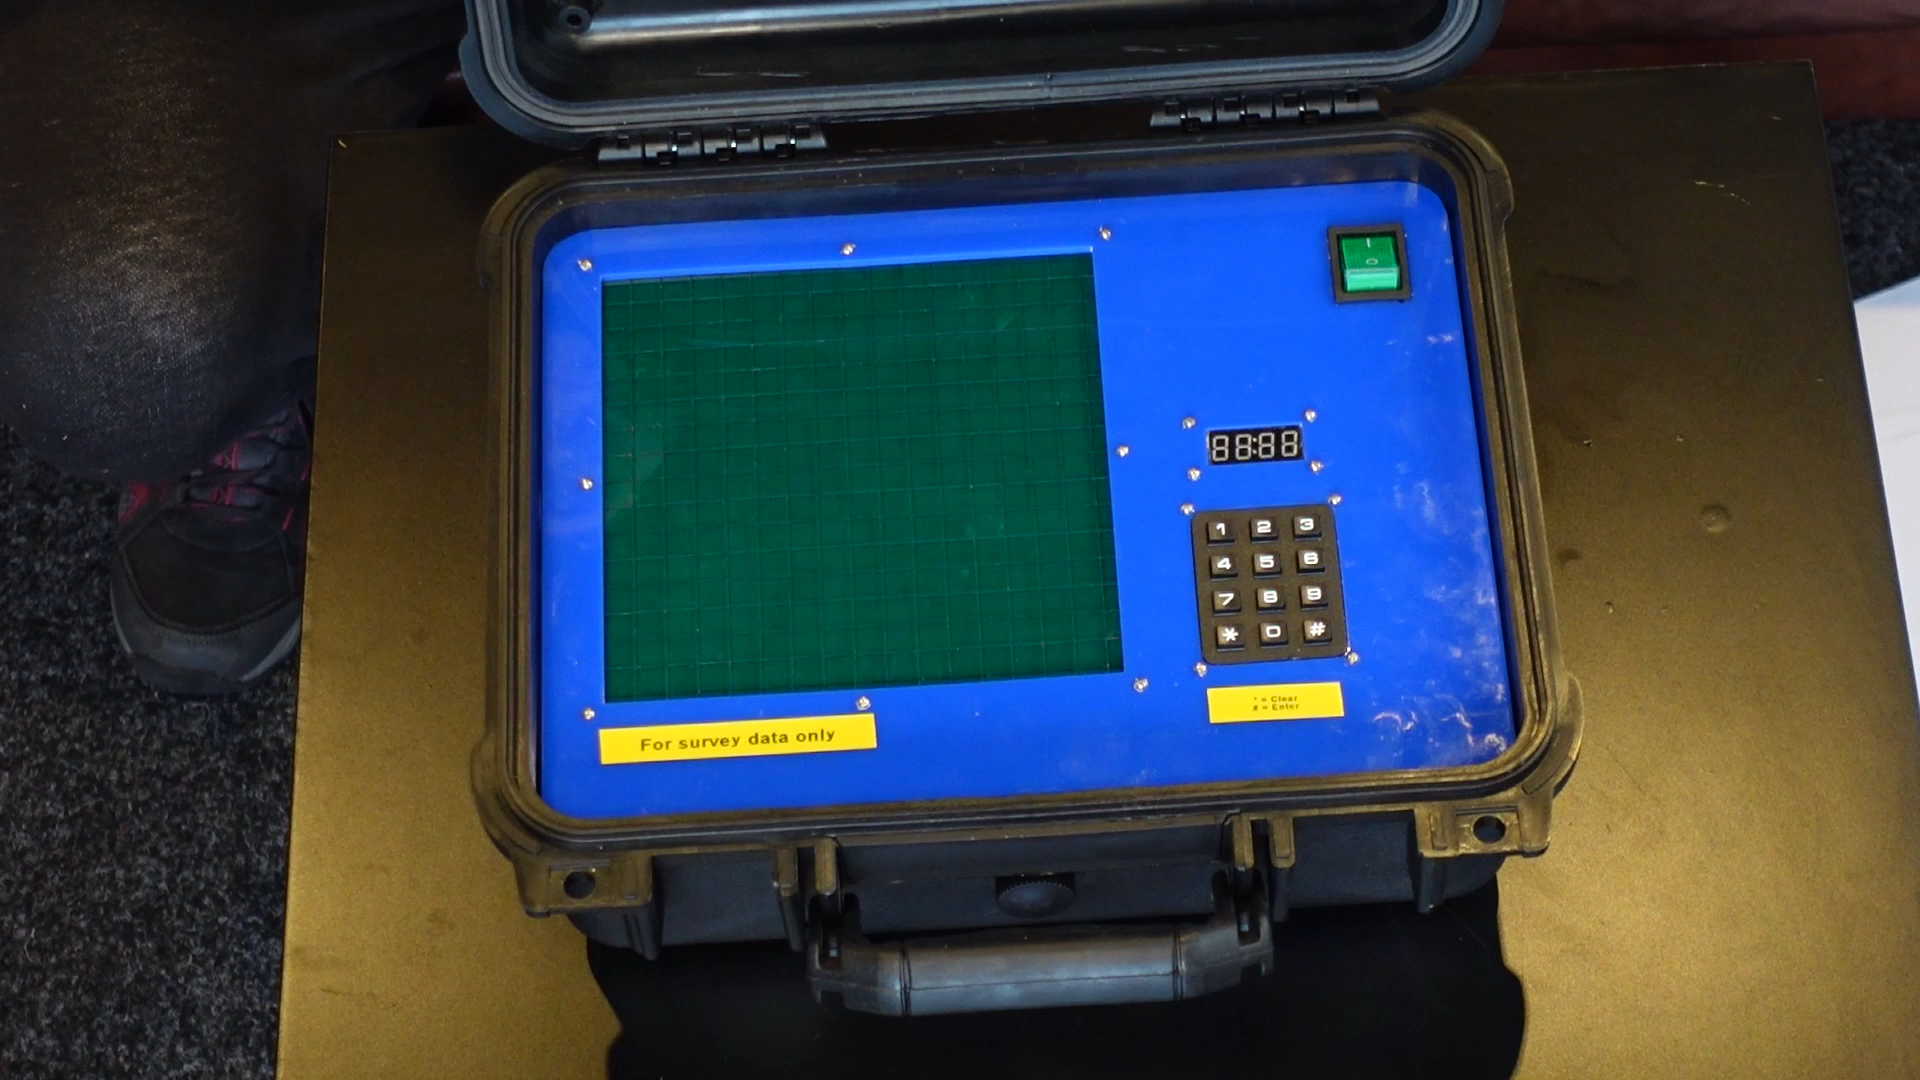 88:88
1 2 3
4 5 6
7 8 9
* 0 #
* = Clear
# = Enter
For survey data only